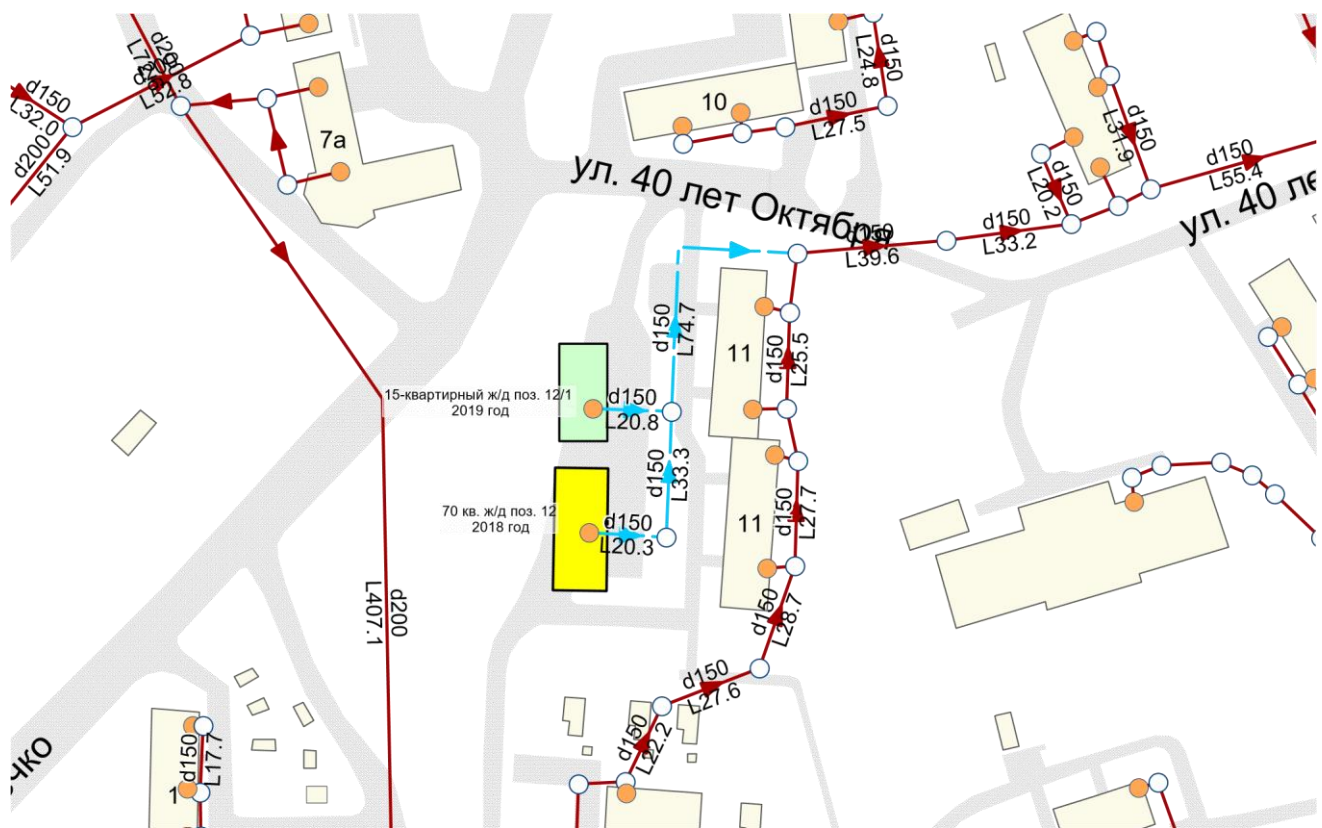 d200
d150
L32.0
L54.8
d200
L51.9
7а
10
d150
L27.5
d150
L24.8
d150
L31.9
d150
L20.2
d150
L55.4
ул. 40 лет Октября
ул. 40 ле
d150
L39.6
d150
L33.2
d150
L74.7
11
d150
L25.5
15-квартирный ж/д поз. 12/1
2019 год
d150
L20.8
d150
L33.3
70 кв. ж/д поз. 12
2018 год
d150
L20.3
11
d150
L27.7
d150
L28.7
d200
L407.1
d150
L27.6
d150
L22.2
чко
d150
L17.7
1